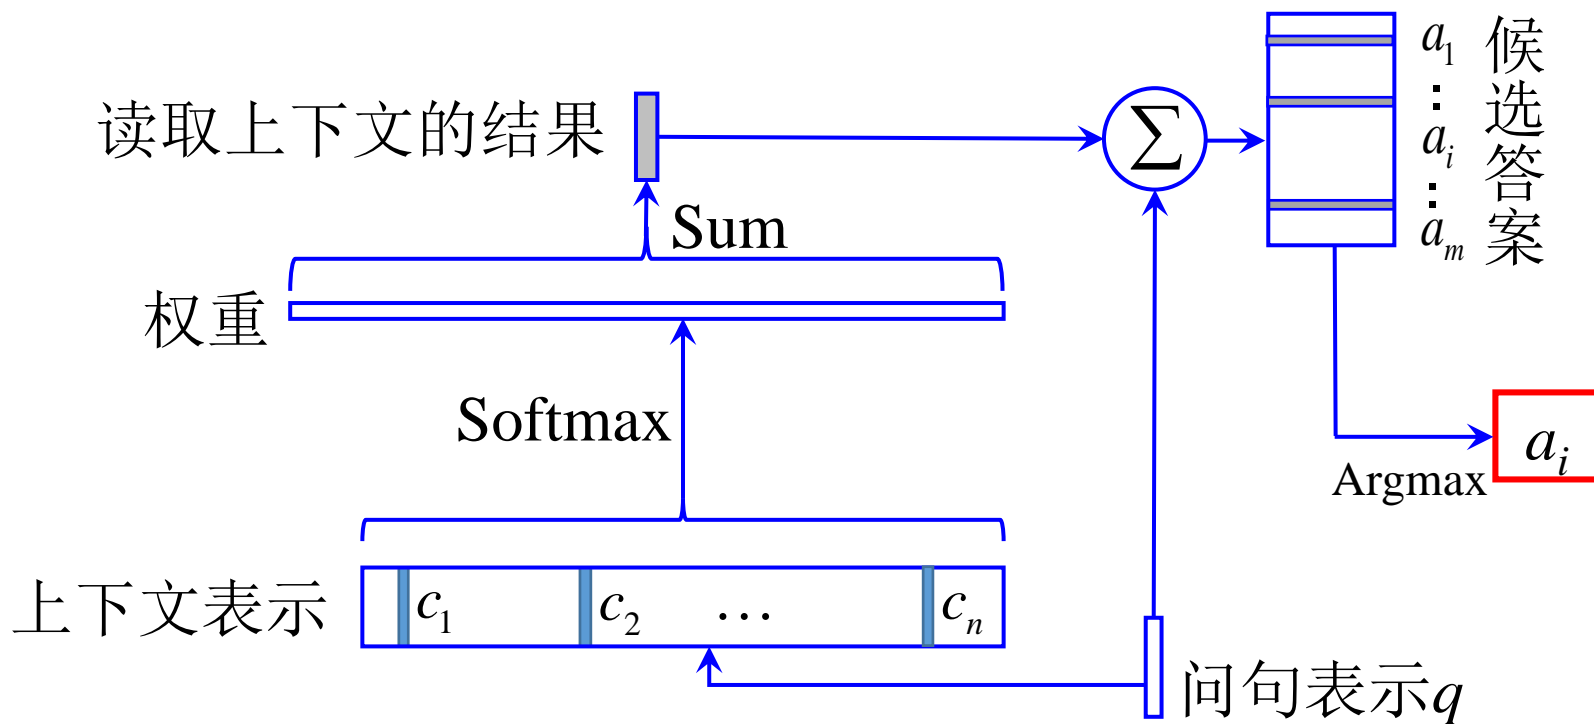 a1
⋮
ai
⋮
am
候选答案
读取上下文的结果
Σ
Sum
权重
Softmax
ai
Argmax
上下文表示
c1
c2
…
cn
问句表示q